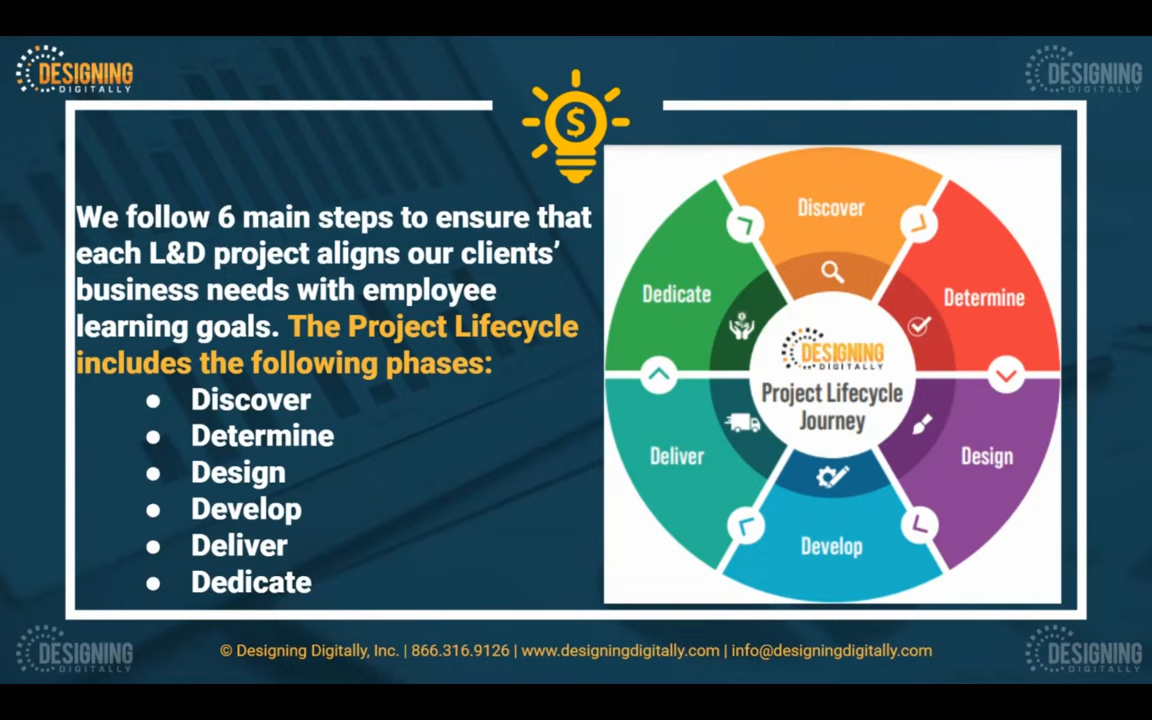 DESIGNING
DIGITALLY
DESIGNING
DIGITALLY
$
We follow 6 main steps to ensure that
each L&D project aligns our clients’
business needs with employee
learning goals. The Project Lifecycle
includes the following phases:
● Discover
● Determine
● Design
● Develop
● Deliver
● Dedicate
Discover
Determine
Design
Develop
Deliver
Dedicate
DESIGNING
DIGITALLY
Project Lifecycle
Journey
DESIGNING
DIGITALLY
© Designing Digitally, Inc. | 866.316.9126 | www.designingdigitally.com | info@designingdigitally.com
DESIGNING
DIGITALLY